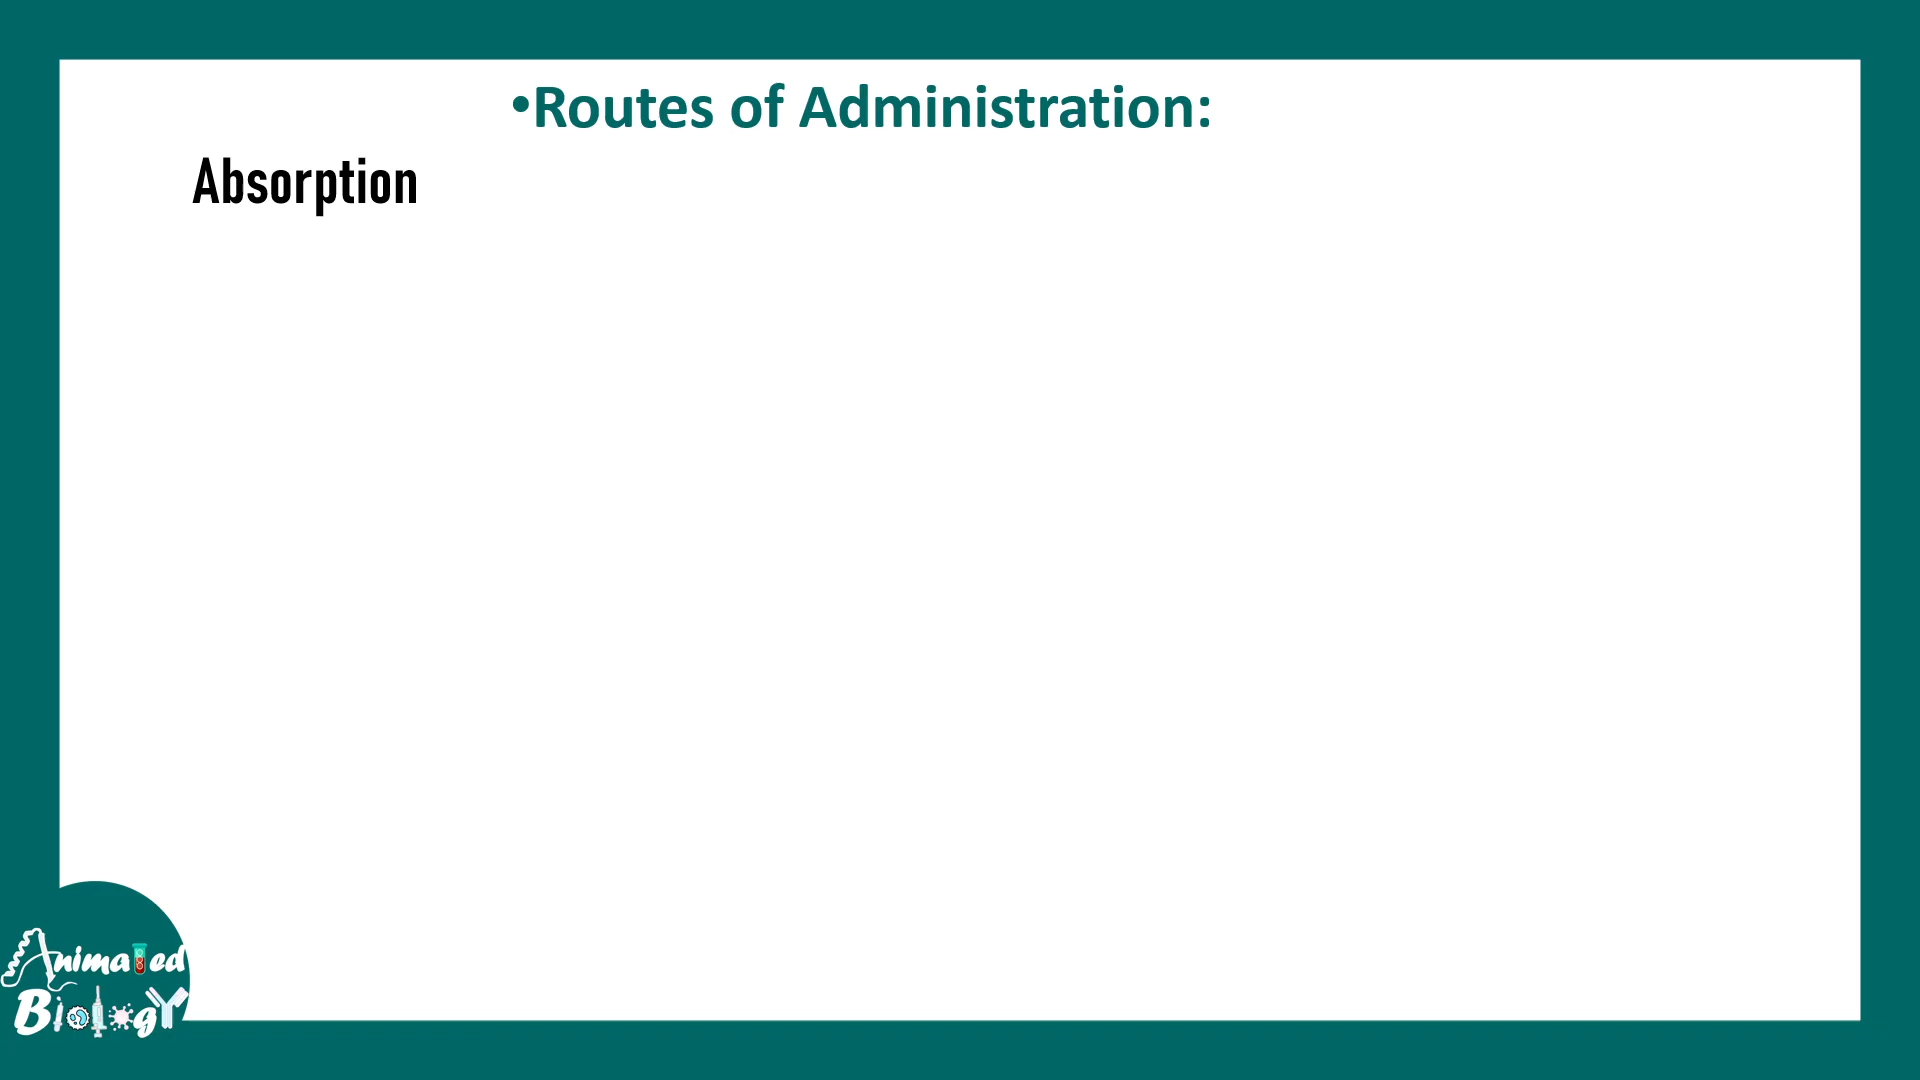 •Routes of Administration:
Absorption
Animated
Biology